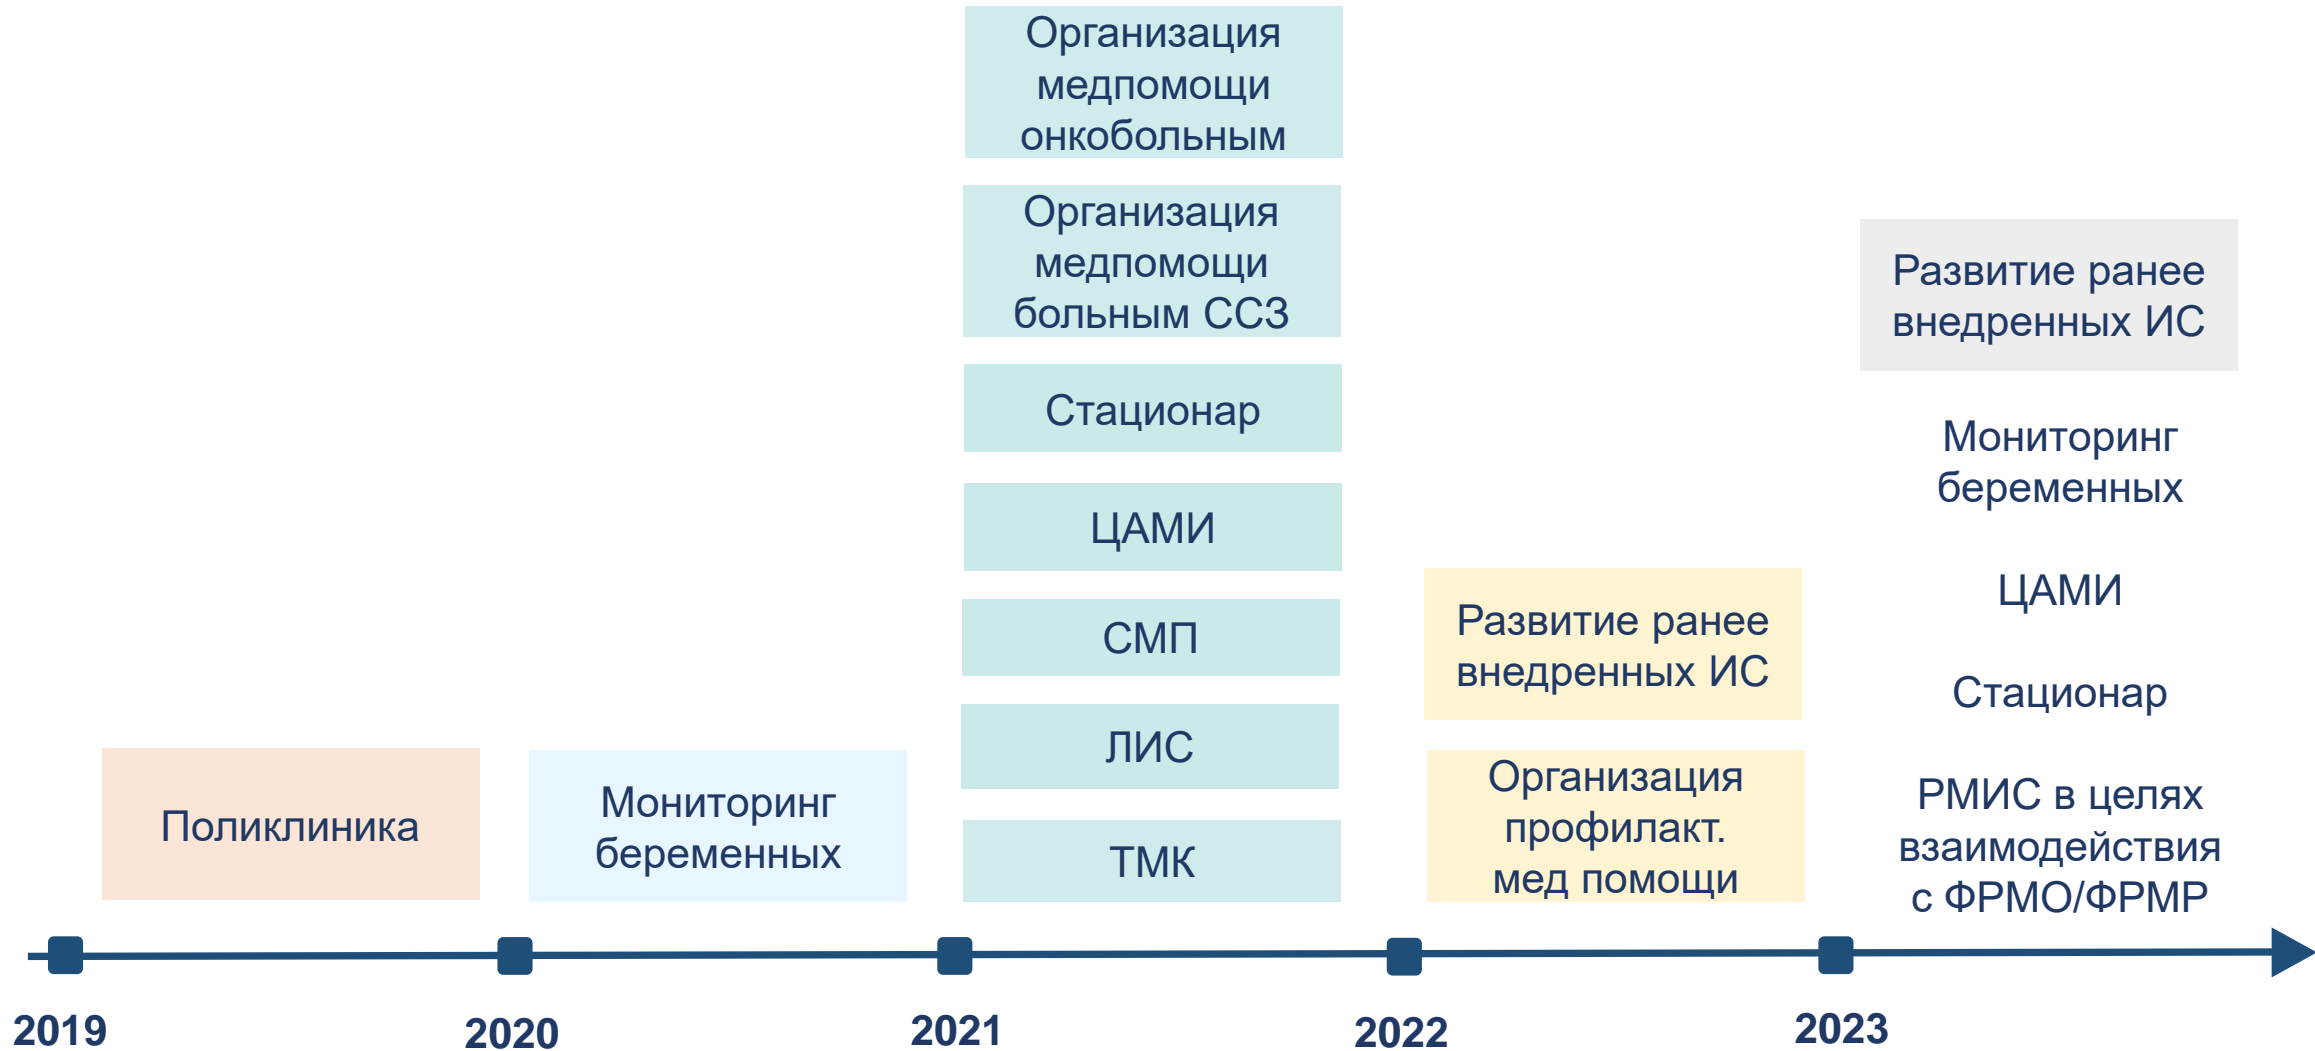 Организация
медпомощи
онкобольным
Организация
медпомощи
больным ССЗ
Стационар
ЦАМИ
СМП
ЛИС
ТМК
Поликлиника
Мониторинг
беременных
Развитие ранее
внедренных ИС
Организация
профилакт.
мед помощи
Развитие ранее
внедренных ИС
Мониторинг
беременных
ЦАМИ
Стационар
РМИС в целях
взаимодействия
с ФРМО/ФРМР
2019
2020
2021
2022
2023